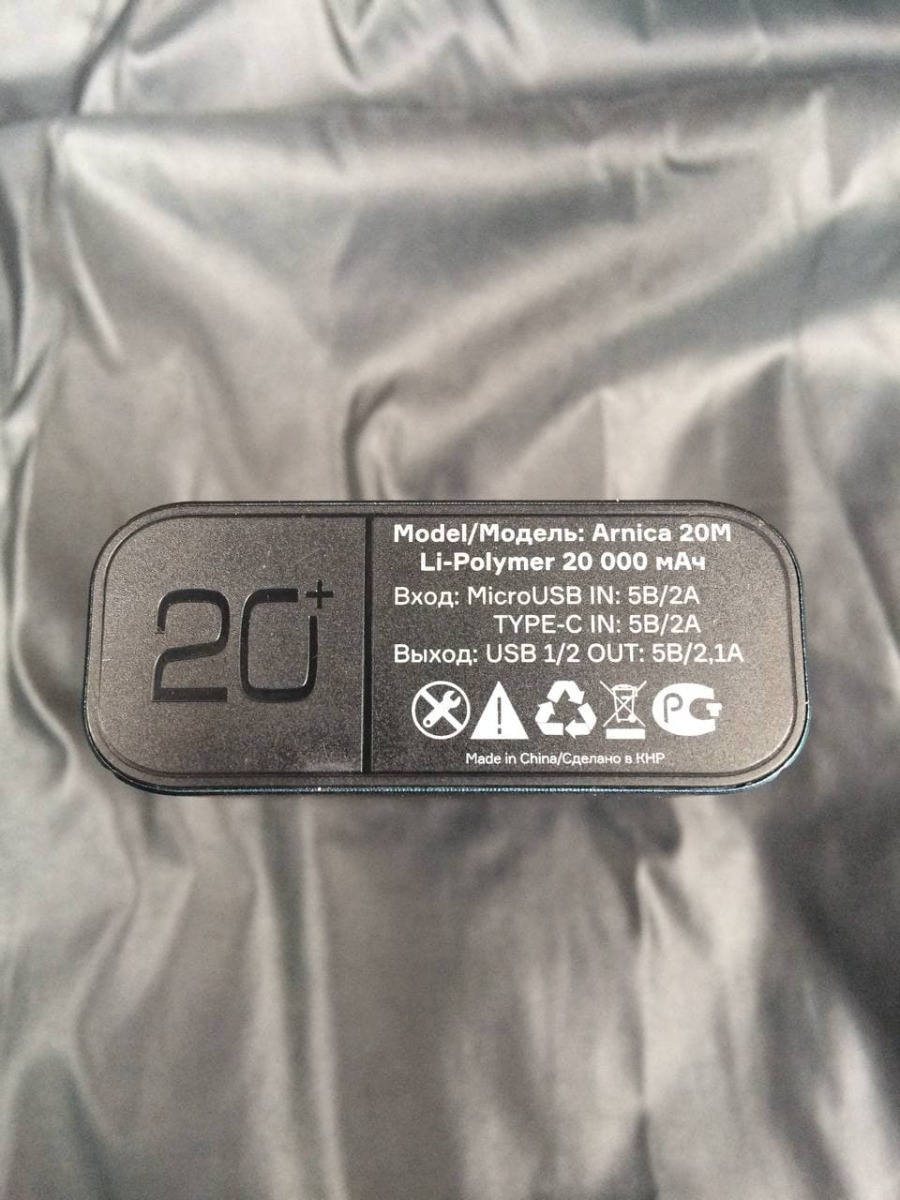 20+
Model/Модель: Arnica 20M
Li-Polymer 20 000 мАч
Вход: MicroUSB IN: 5В/2А
TYPE-C IN: 5В/2А
Выход: USB 1/2 OUT: 5В/2,1А
РСТ
Made in China/Сделано в КНР